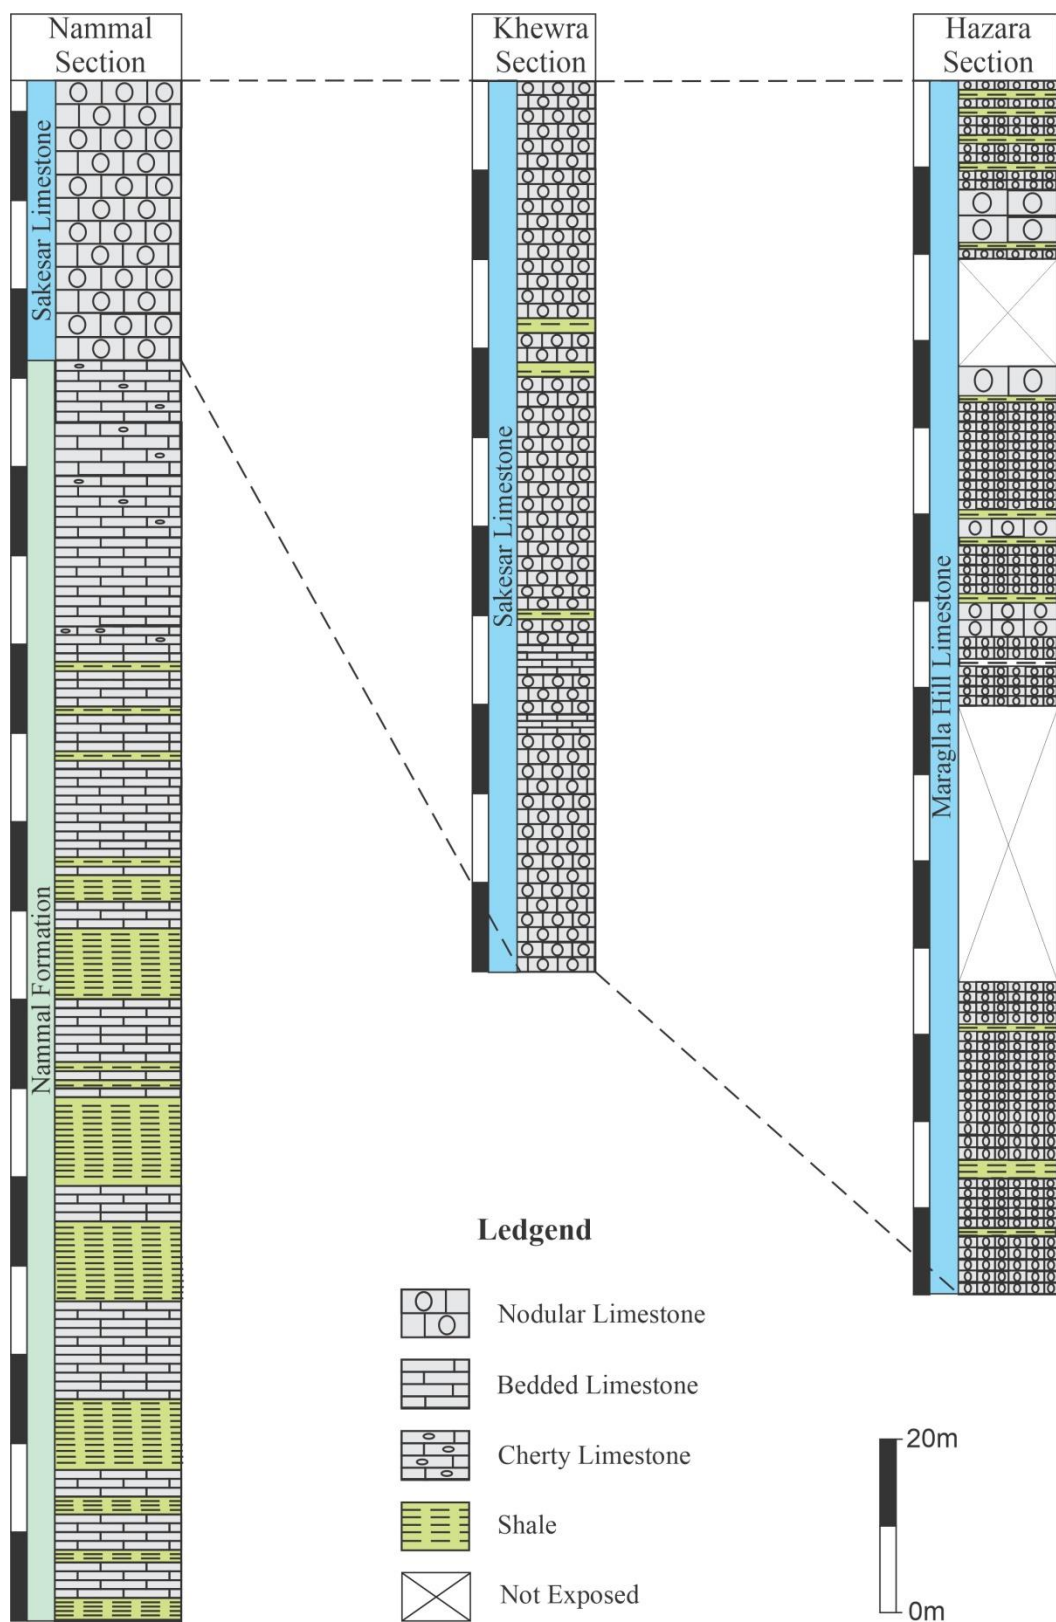 Nammal
Section
Khewra
Section
Hazara
Section
Sakesar Limestone
Nammal Formation
Sakesar Limestone
Maraglla Hill Limestone
Ledgend
Nodular Limestone
Bedded Limestone
Cherty Limestone
Shale
Not Exposed
20m
0m